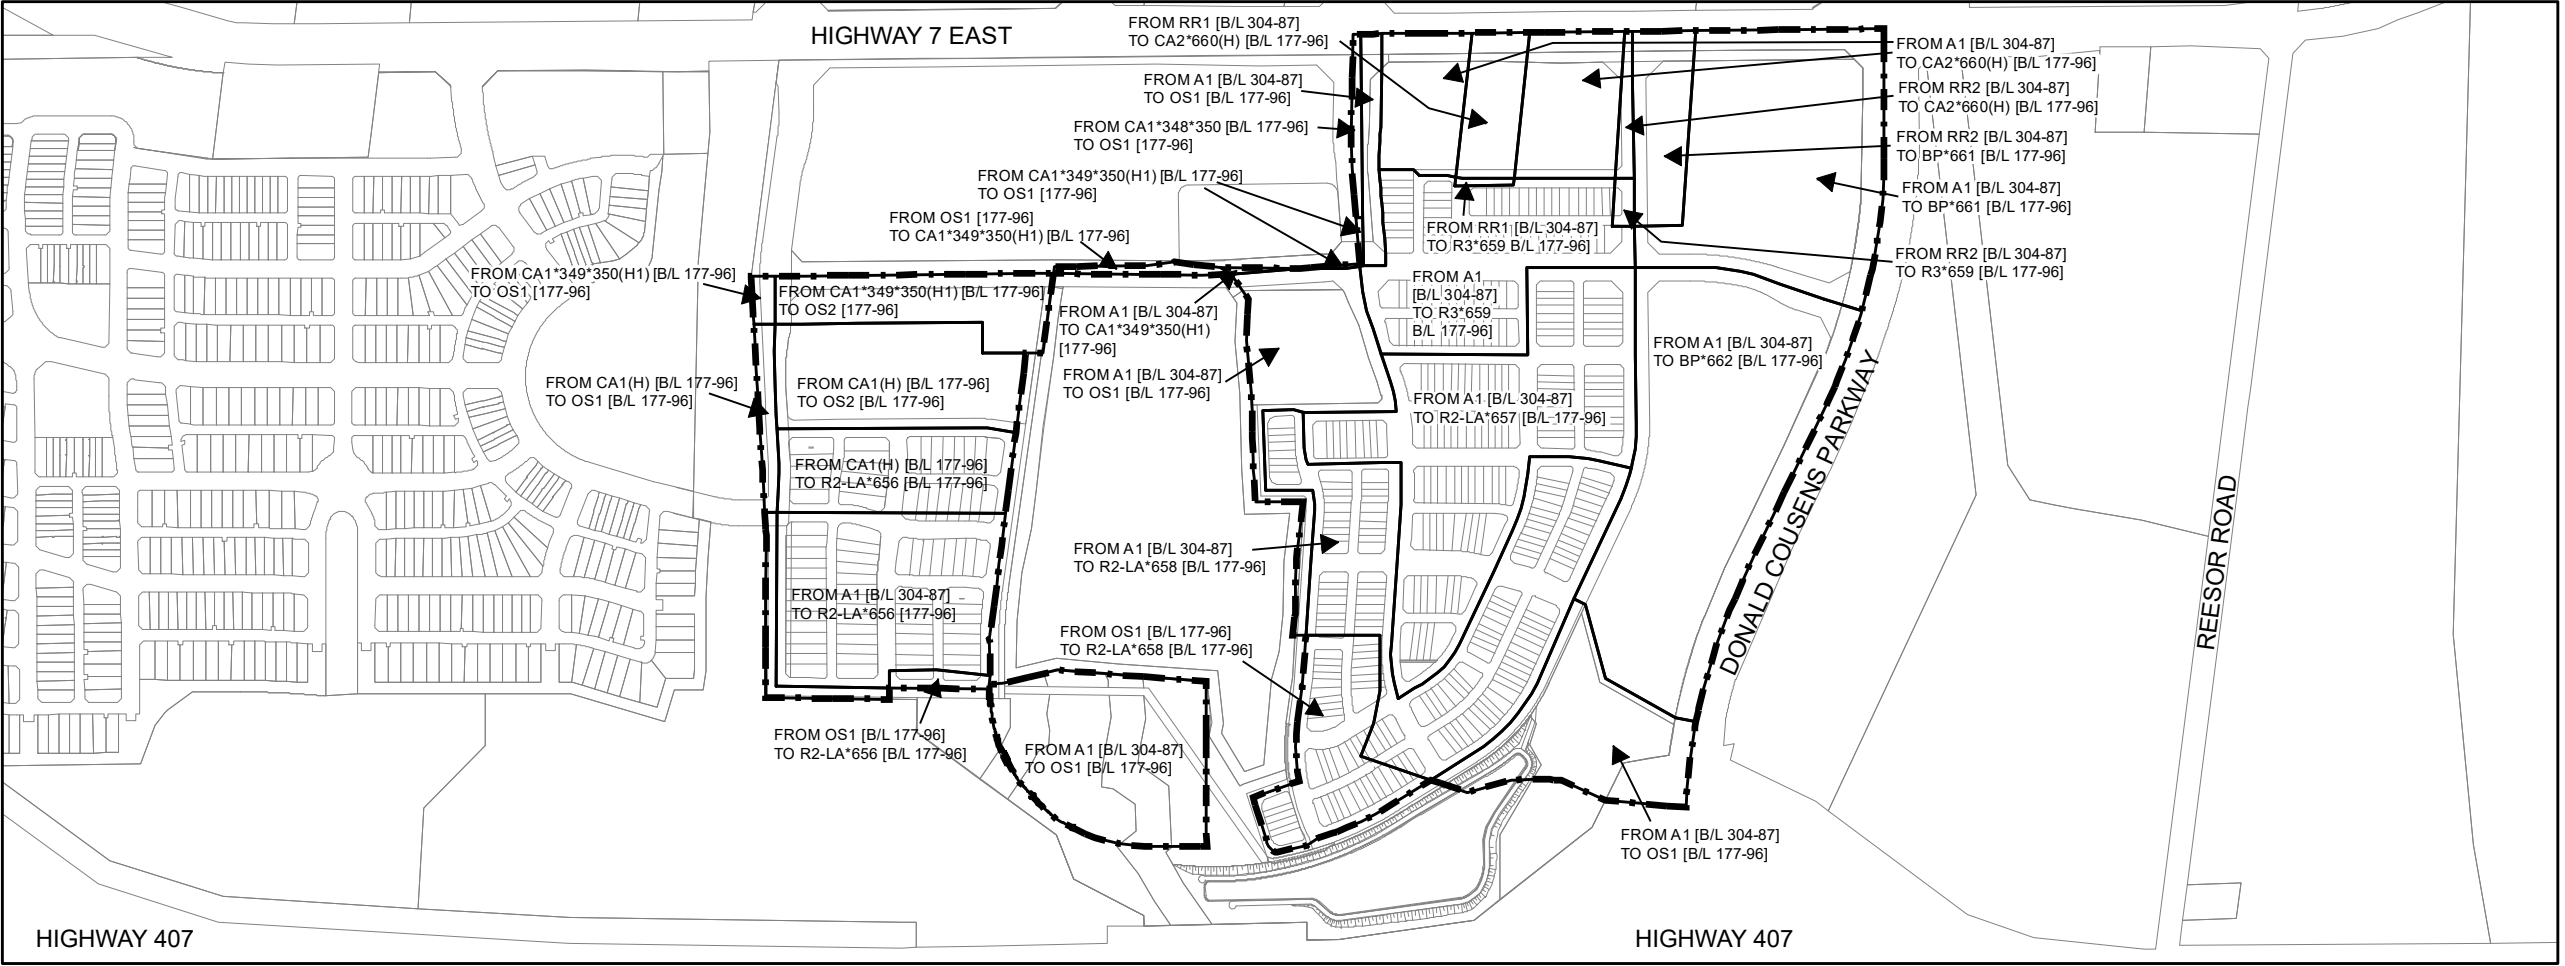 HIGHWAY 7 EAST
FROM RR1 [B/L 304-87]
TO CA2*660(H) [B/L 177-96]
FROM A1 [B/L 304-87]
TO OS1 [B/L 177-96]
FROM CA1*348*350 [B/L 177-96]
TO OS1 [177-96]
FROM CA1*349*350(H1) [B/L 177-96]
TO OS1 [177-96]
FROM OS1 [177-96]
TO CA1*349*350(H1) [B/L 177-96]
FROM CA1*349*350(H1) [B/L 177-96]
TO OS1 [177-96]
FROM CA1*349*350(H1) [B/L 177-96]
TO OS2 [177-96]
FROM A1 [B/L 304-87]
TO CA1*349*350(H1)
[177-96]
FROM A1 [B/L 304-87]
TO OS1 [B/L 177-96]
FROM CA1(H) [B/L 177-96]
TO OS1 [B/L 177-96]
FROM CA1(H) [B/L 177-96]
TO OS2 [B/L 177-96]
FROM CA1(H) [B/L 177-96]
TO R2-LA*656 [B/L 177-96]
FROM A1 [B/L 304-87]
TO R2-LA*656 [177-96]
FROM A1 [B/L 304-87]
TO R2-LA*658 [B/L 177-96]
FROM OS1 [B/L 177-96]
TO R2-LA*658 [B/L 177-96]
FROM OS1 [B/L 177-96]
TO R2-LA*656 [B/L 177-96]
FROM A1 [B/L 304-87]
TO OS1 [B/L 177-96]
FROM A1 [B/L 304-87]
TO CA2*660(H) [B/L 177-96]
FROM RR2 [B/L 304-87]
TO CA2*660(H) [B/L 177-96]
FROM RR2 [B/L 304-87]
TO BP*661 [B/L 177-96]
FROM A1 [B/L 304-87]
TO BP*661 [B/L 177-96]
FROM RR2 [B/L 304-87]
TO R3*659 [B/L 177-96]
FROM RR1 [B/L 304-87]
TO R3*659 B/L 177-96]
FROM A1
[B/L 304-87]
TO R3*659
B/L 177-96]
FROM A1 [B/L 304-87]
TO BP*662 [B/L 177-96]
FROM A1 [B/L 304-87]
TO R2-LA*657 [B/L 177-96]
FROM A1 [B/L 304-87]
TO OS1 [B/L 177-96]
DONALD COUSENS PARKWAY
REESOR ROAD
HIGHWAY 407
HIGHWAY 407